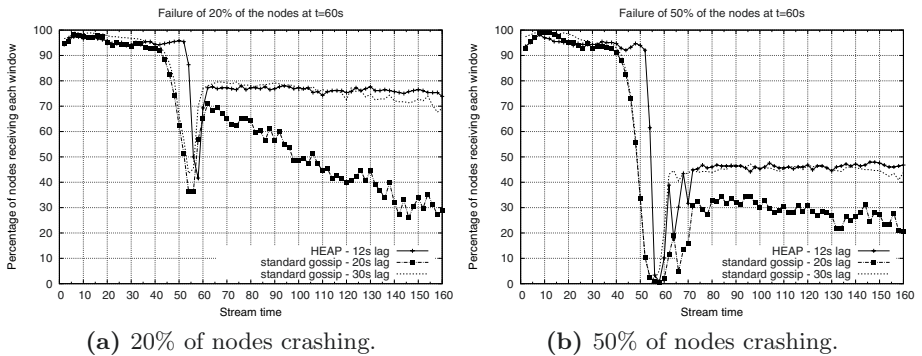 Failure of 20% of the nodes at t=60s
Percentage of nodes receiving each window
100
90
80
70
60
50
40
30
20
10
0
HEAP - 12s lag
standard gossip - 20s lag
standard gossip - 30s lag
0 10 20 30 40 50 60 70 80 90 100 110 120 130 140 150 160
Stream time
(a) 20% of nodes crashing.
Failure of 50% of the nodes at t=60s
Percentage of nodes receiving each window
100
90
80
70
60
50
40
30
20
10
0
HEAP - 12s lag
standard gossip - 20s lag
standard gossip - 30s lag
0 10 20 30 40 50 60 70 80 90 100 110 120 130 140 150 160
Stream time
(b) 50% of nodes crashing.